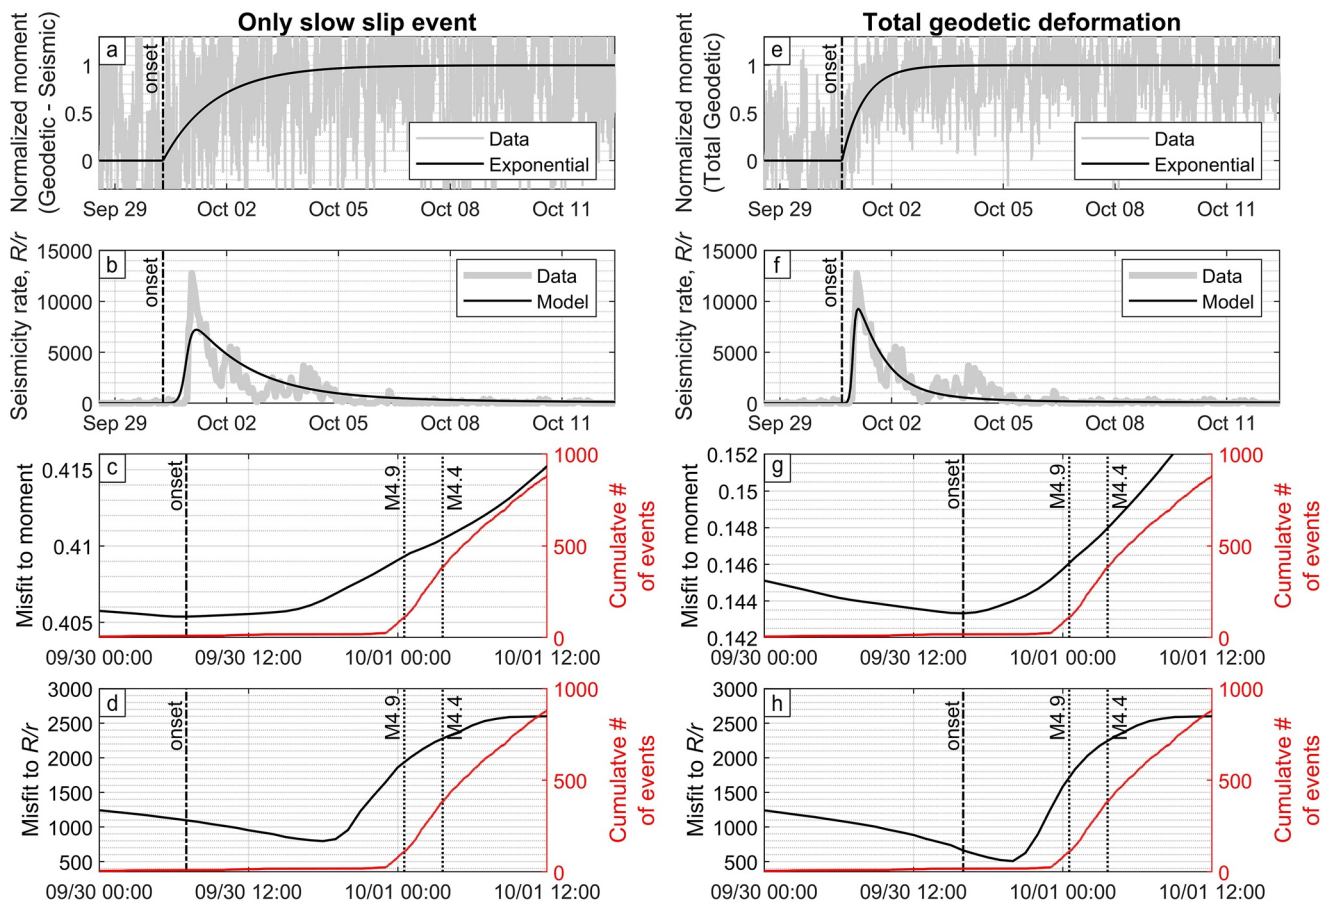 Only slow slip event
Normalized moment
(Geodetic - Seismic)
a
onset
1
0.5
0
Data
Exponential
Sep 29
Oct 02
Oct 05
Oct 08
Oct 11
Seismicity rate, R/r
b
onset
15000
10000
5000
0
Data
Model
Sep 29
Oct 02
Oct 05
Oct 08
Oct 11
Misfit to moment
c
onset
M4.9
M4.4
0.415
0.41
0.405
1000
500
0
Cumulatve #
of events
09/30 00:00
09/30 12:00
10/01 00:00
10/01 12:00
Misfit to R/r
d
onset
M4.9
M4.4
3000
2500
2000
1500
1000
500
1000
500
0
Cumulatve #
of events
09/30 00:00
09/30 12:00
10/01 00:00
10/01 12:00
Total geodetic deformation
Normalized moment
(Total Geodetic)
e
onset
1
0.5
0
Data
Exponential
Sep 29
Oct 02
Oct 05
Oct 08
Oct 11
Seismicity rate, R/r
f
onset
15000
10000
5000
0
Data
Model
Sep 29
Oct 02
Oct 05
Oct 08
Oct 11
Misfit to moment
g
onset
M4.9
M4.4
0.152
0.15
0.148
0.146
0.144
0.142
1000
500
0
Cumulatve #
of events
09/30 00:00
09/30 12:00
10/01 00:00
10/01 12:00
Misfit to R/r
h
onset
M4.9
M4.4
3000
2500
2000
1500
1000
500
1000
500
0
Cumulatve #
of events
09/30 00:00
09/30 12:00
10/01 00:00
10/01 12:00